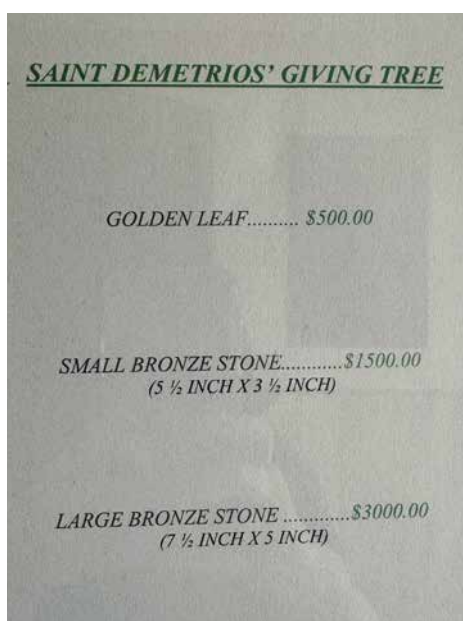 SAINT DEMETRIOS' GIVING TREE
GOLDEN LEAF.......... $500.00
SMALL BRONZE STONE............$1500.00
(5 ½ INCH X 3 ½ INCH)
LARGE BRONZE STONE .............$3000.00
(7 ½ INCH X 5 INCH)